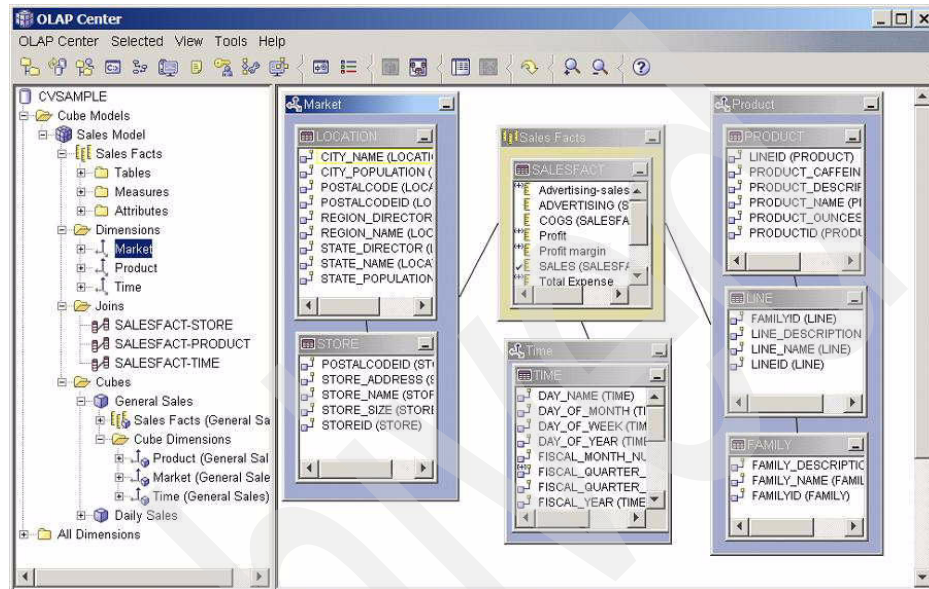 OLAP Center
OLAP Center Selected View Tools Help
CVSAMPLE
Cube Models
Sales Model
Sales Facts
Tables
Measures
Attributes
Dimensions
Market
Product
Time
Joins
SALESFACT-STORE
SALESFACT-PRODUCT
SALESFACT-TIME
Cubes
General Sales
Sales Facts (General Sa
Cube Dimensions
Product (General Sal
Market (General Sale
Time (General Sales)
Daily Sales
All Dimensions
Market
LOCATION
CITY_NAME (LOCATI
CITY_POPULATION (
POSTALCODE (LOCA
POSTALCODEID (LO
REGION_DIRECTOR
REGION_NAME (LOC
STATE_DIRECTOR (L
STATE_NAME (LOCA
STATE_POPULATION
STORE
POSTALCODEID (STO
STORE_ADDRESS (S
STORE_NAME (STOF
STORE_SIZE (STORE
STOREID (STORE)
Sales Facts
SALESFACT
Advertising-sales
ADVERTISING (S
COGS (SALESFA
Profit
Profit margin
SALES (SALESFA
Total Expense
Time
TIME
DAY_NAME (TIME)
DAY_OF_MONTH (TI
DAY_OF_WEEK (TIM
DAY_OF_YEAR (TIME
FISCAL_MONTH_NU
FISCAL_QUARTER_
FISCAL_QUARTER_
FISCAL_YEAR (TIME
Product
PRODUCT
LINEID (PRODUCT)
PRODUCT_CAFFEIN
PRODUCT_DESCRIF
PRODUCT_NAME (PI
PRODUCT_OUNCES
PRODUCTID (PRODU
LINE
FAMILYID (LINE)
LINE_DESCRIPTION
LINE_NAME (LINE)
LINEID (LINE)
FAMILY
FAMILY_DESCRIPTIC
FAMILY_NAME (FAMIL
FAMILYID (FAMILY)